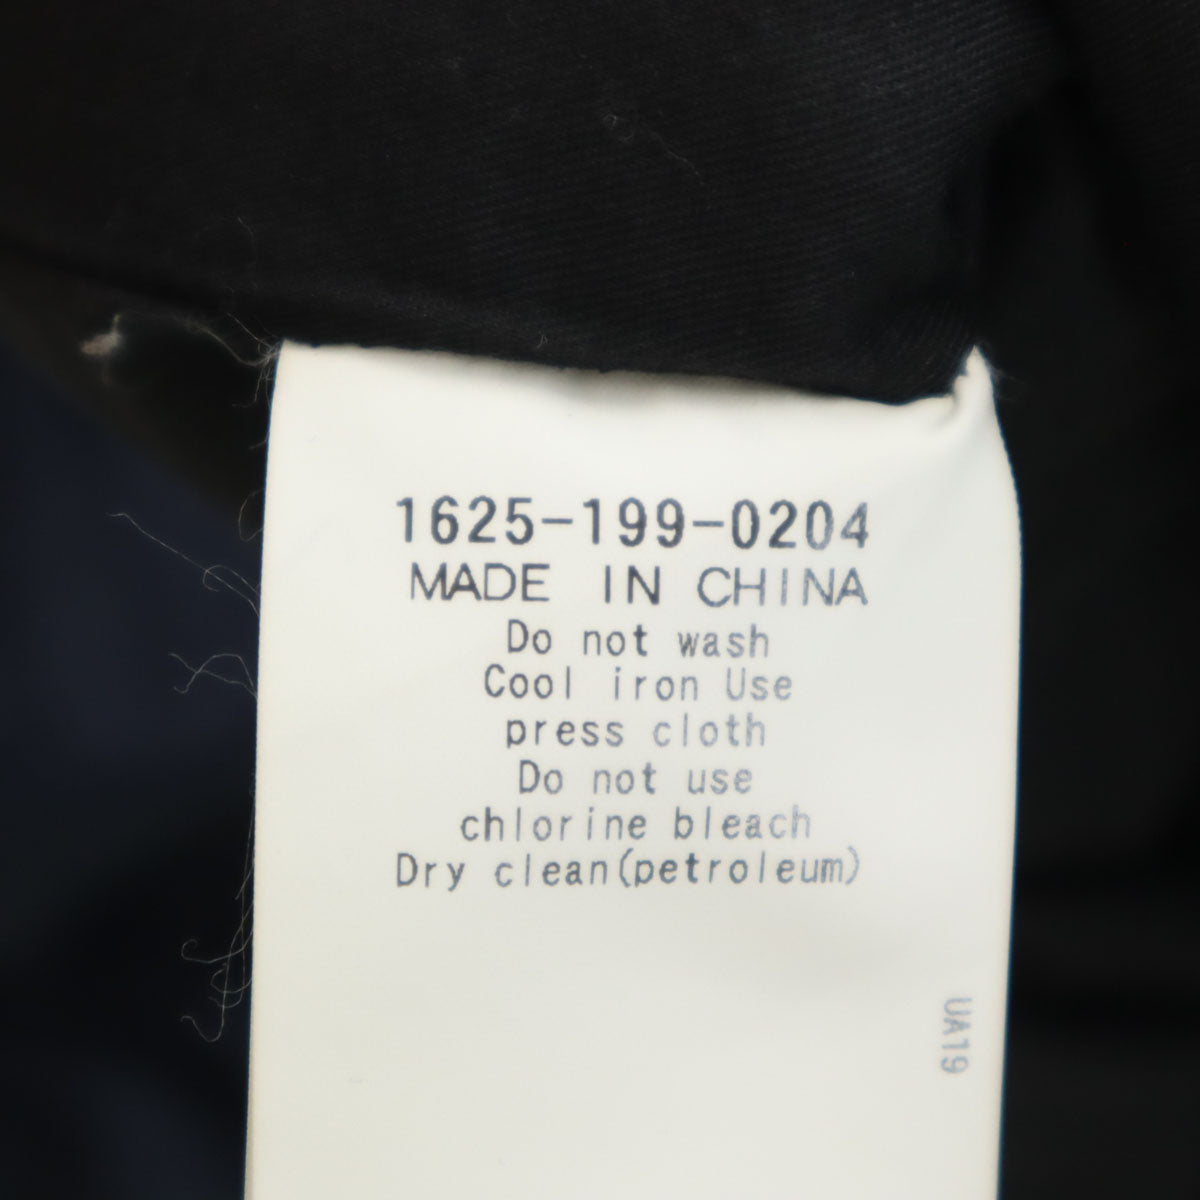 1625-199-0204
MADE IN CHINA
Do not wash
Cool iron Use
press cloth
Do not use
chlorine bleach
Dry clean(petroleum)
UA19